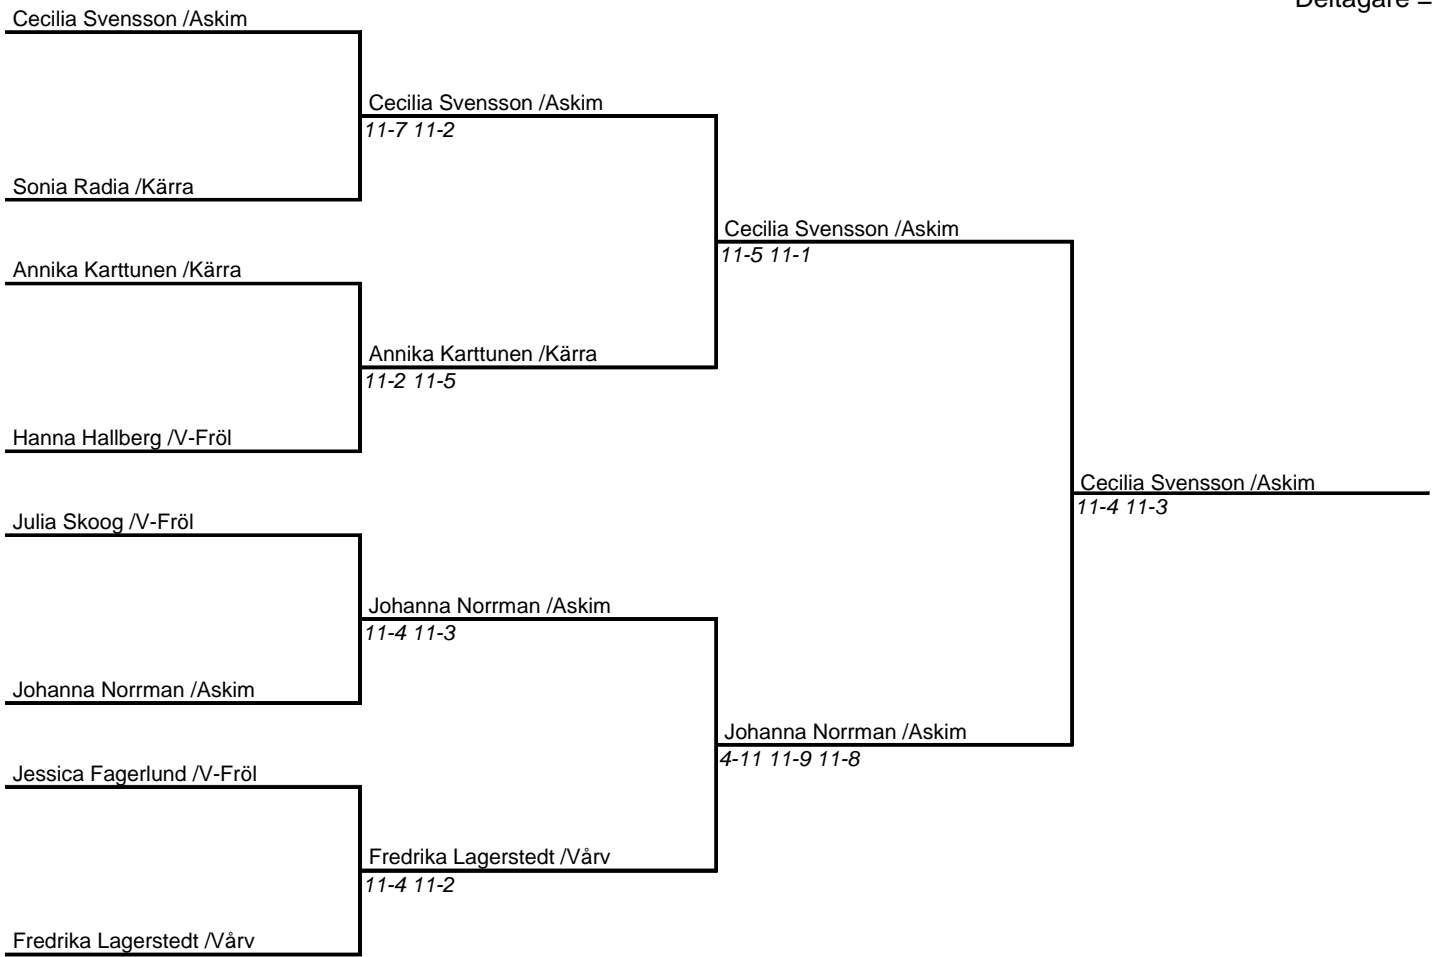 Deltagare =
Cecilia Svensson /Askim
Cecilia Svensson /Askim
11-7 11-2
Sonia Radia /Kärra
Cecilia Svensson /Askim
11-5 11-1
Annika Karttunen /Kärra
Annika Karttunen /Kärra
11-2 11-5
Hanna Hallberg /V-Fröl
Cecilia Svensson /Askim
11-4 11-3
Julia Skoog /V-Fröl
Johanna Norrman /Askim
11-4 11-3
Johanna Norrman /Askim
Johanna Norrman /Askim
4-11 11-9 11-8
Jessica Fagerlund /V-Fröl
Fredrika Lagerstedt /Vårv
11-4 11-2
Fredrika Lagerstedt /Vårv